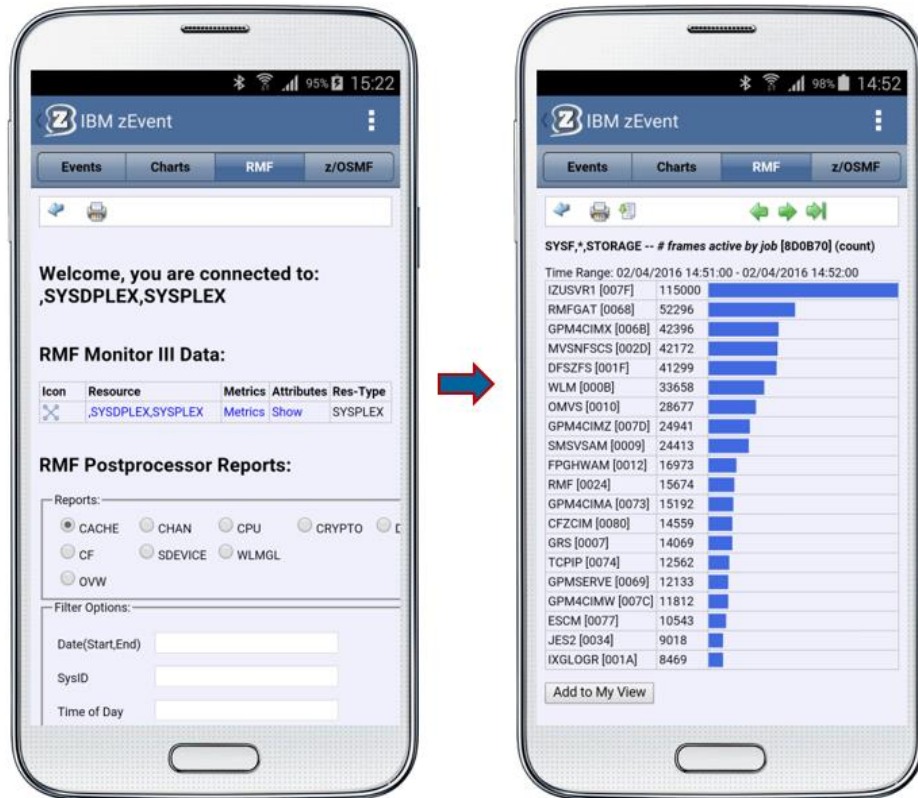 95% 15:22
IBM zEvent
Events Charts RMF z/OSMF
Welcome, you are connected to:
,SYSDPLEX,SYSPLEX
RMF Monitor III Data:
Icon Resource Metrics Attributes Res-Type
,SYSDPLEX,SYSPLEX Metrics Show SYSPLEX
RMF Postprocessor Reports:
Reports:
CACHE CHAN CPU CRYPTO
CF SDEVICE WLMGL
OVW
Filter Options:
Date(Start,End)
SysID
Time of Day
98% 14:52
IBM zEvent
Events Charts RMF z/OSMF
SYSF,*,STORAGE -- # frames active by job [8D0B70] (count)
Time Range: 02/04/2016 14:51:00 - 02/04/2016 14:52:00
IZUSVR1 [007F] 115000
RMFGAT [0068] 52296
GPM4CIMX [006B] 42396
MVSNFSCS [002D] 42172
DFSZFS [001F] 41299
WLM [000B] 33658
OMVS [0010] 28677
GPM4CIMZ [007D] 24941
SMSVSAM [0009] 24413
FPGHWAM [0012] 16973
RMF [0024] 15674
GPM4CIMA [0073] 15192
CFZCIM [0080] 14559
GRS [0007] 14069
TCPIP [0074] 12562
GPMSERVE [0069] 12133
GPM4CIMW [007C] 11812
ESCM [0077] 10543
JES2 [0034] 9018
IXGLOGR [001A] 8469
Add to My View